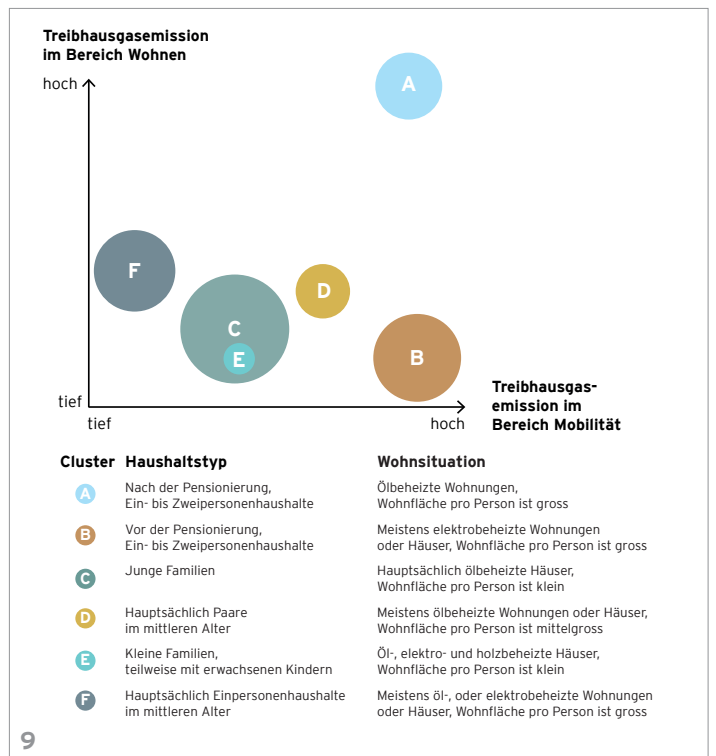 Treibhausgasemission
im Bereich Wohnen
hoch
A
F
D
C
E
B
tief
tief
hoch
Treibhausgas-
emission im
Bereich Mobilität
Cluster Haushaltstyp Wohnsituation
A Nach der Pensionierung, Ölbeheizte Wohnungen,
Ein- bis Zweipersonenhaushalte Wohnfläche pro Person ist gross
B Vor der Pensionierung, Meistens elektrobeheizte Wohnungen
Ein- bis Zweipersonenhaushalte oder Häuser, Wohnfläche pro Person ist gross
C Junge Familien Hauptsächlich ölbeheizte Häuser,
Wohnfläche pro Person ist klein
D Hauptsächlich Paare Meistens ölbeheizte Wohnungen oder Häuser,
im mittleren Alter Wohnfläche pro Person ist mittelgross
E Kleine Familien, Öl-, elektro- und holzbeheizte Häuser,
teilweise mit erwachsenen Kindern Wohnfläche pro Person ist klein
F Hauptsächlich Einpersonenhaushalte Meistens öl-, oder elektrobeheizte Wohnungen
im mittleren Alter oder Häuser, Wohnfläche pro Person ist gross
9